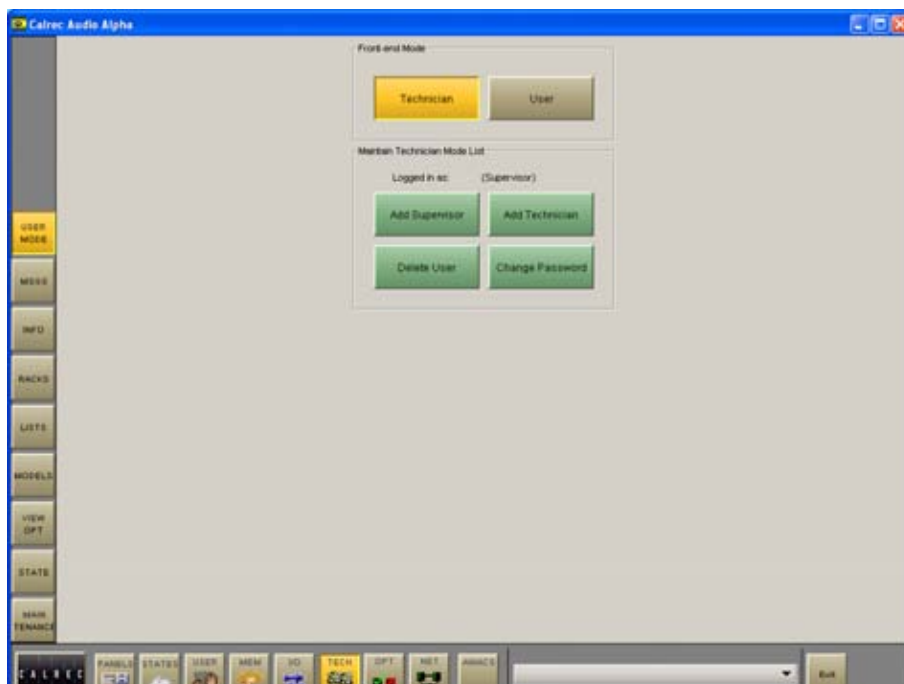 Calrec Audio Alpha
Front-end Mode
Technician
User
Maintain Technician Mode List
Logged in as: (Supervisor)
Add Supervisor
Add Technician
Delete User
Change Password
USER
MODE
MSGS
INFO
RACKS
LISTS
MODELS
VIEW
OPT
STATE
MAIN
TENANCE
CALREC
PANELS
STATES
USER
MEM
I/O
TECH
OPT
NET
AWACS
Exit